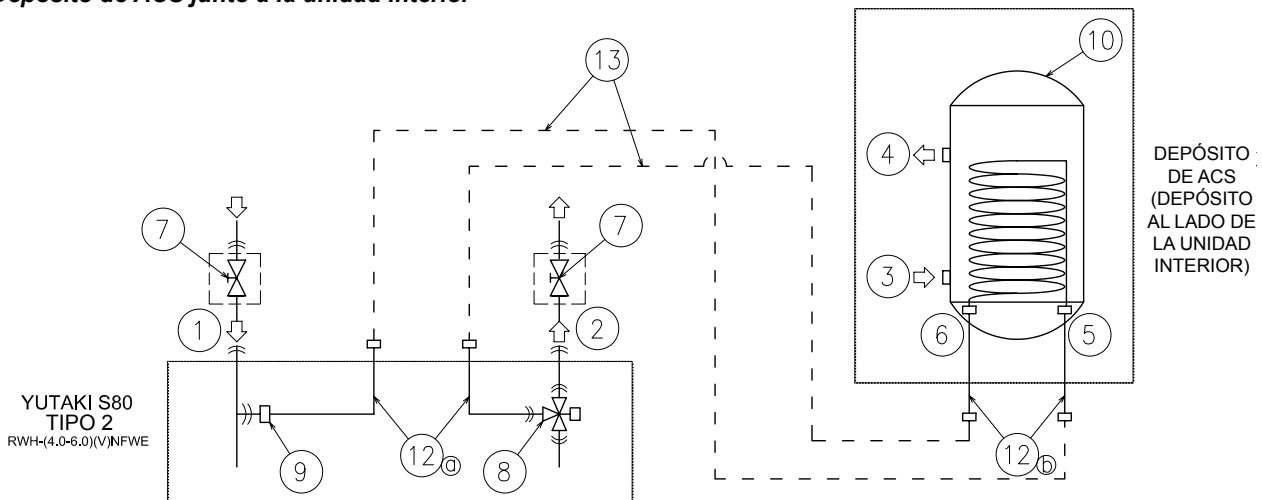 Depósito de ACS junto a la unidad interior
13
10
4
DEPÓSITO
DE ACS
(DEPÓSITO
AL LADO DE
LA UNIDAD
INTERIOR)
7
7
3
1
2
6
5
YUTAKI S80
TIPO 2
RWH-(4.0-6.0)(V)NFWE
9
12 a
8
12 b